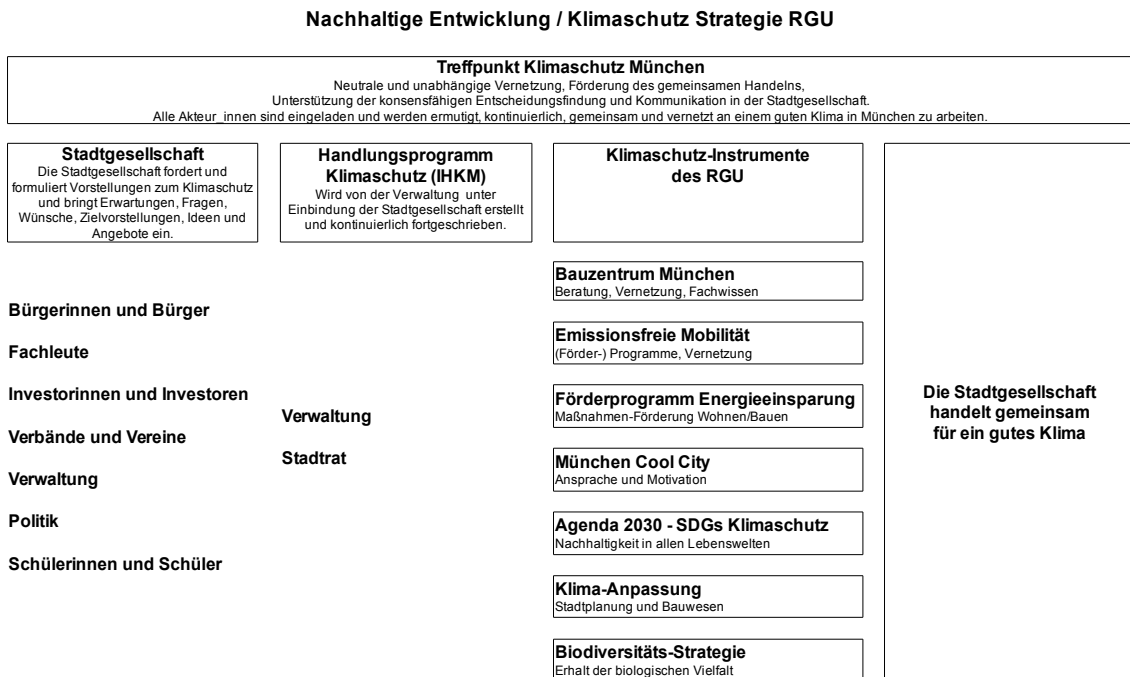 Nachhaltige Entwicklung / Klimaschutz Strategie RGU
Treffpunkt Klimaschutz München
Neutrale und unabhängige Vernetzung, Förderung des gemeinsamen Handelns,
Unterstützung der konsensfähigen Entscheidungsfindung und Kommunikation in der Stadtgesellschaft.
Alle Akteur_innen sind eingeladen und werden ermutigt, kontinuierlich, gemeinsam und vernetzt an einem guten Klima in München zu arbeiten.
Stadtgesellschaft
Die Stadtgesellschaft fordert und
formuliert Vorstellungen zum Klimaschutz
und bringt Erwartungen, Fragen,
Wünsche, Zielvorstellungen, Ideen und
Angebote ein.
Bürgerinnen und Bürger
Fachleute
Investorinnen und Investoren
Verbände und Vereine
Verwaltung
Politik
Schülerinnen und Schüler
Handlungsprogramm
Klimaschutz (IHKM)
Wird von der Verwaltung unter
Einbindung der Stadtgesellschaft erstellt
und kontinuierlich fortgeschrieben.
Verwaltung
Stadtrat
Klimaschutz-Instrumente
des RGU
Bauzentrum München
Beratung, Vernetzung, Fachwissen
Emissionsfreie Mobilität
(Förder-) Programme, Vernetzung
Förderprogramm Energieeinsparung
Maßnahmen-Förderung Wohnen/Bauen
München Cool City
Ansprache und Motivation
Agenda 2030 - SDGs Klimaschutz
Nachhaltigkeit in allen Lebenswelten
Klima-Anpassung
Stadtplanung und Bauwesen
Biodiversitäts-Strategie
Erhalt der biologischen Vielfalt
Die Stadtgesellschaft
handelt gemeinsam
für ein gutes Klima